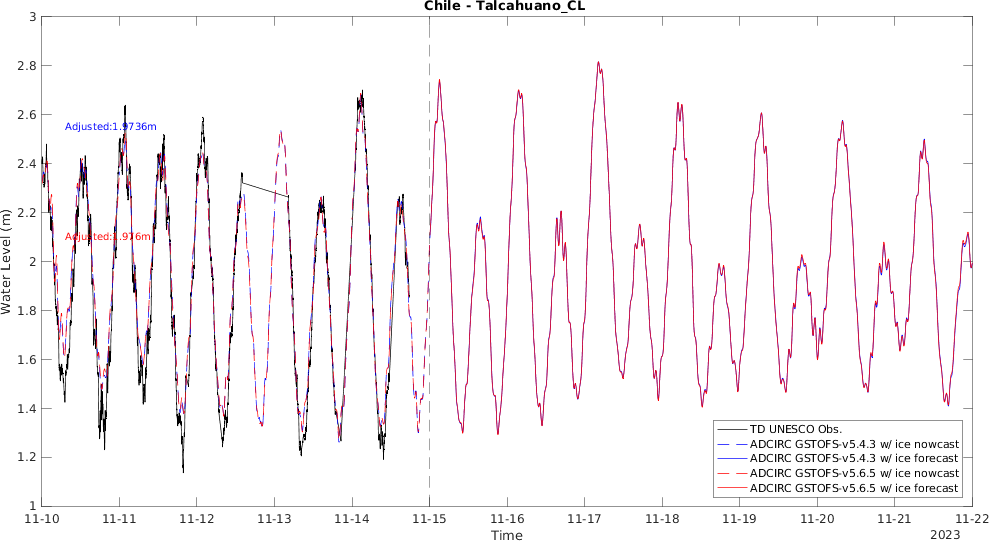 Chile - Talcahuano_CL
3
2.8
2.6
2.4
2.2
2
1.8
1.6
1.4
1.2
1
Water Level (m)
Adjusted:1.9736m
Adjusted:1.976m
TD UNESCO Obs.
ADCIRC GSTOFS-v5.4.3 w/ ice nowcast
ADCIRC GSTOFS-v5.4.3 w/ ice forecast
ADCIRC GSTOFS-v5.6.5 w/ ice nowcast
ADCIRC GSTOFS-v5.6.5 w/ ice forecast
11-10 11-11 11-12 11-13 11-14 11-15 11-16 11-17 11-18 11-19 11-20 11-21 11-22
Time
2023